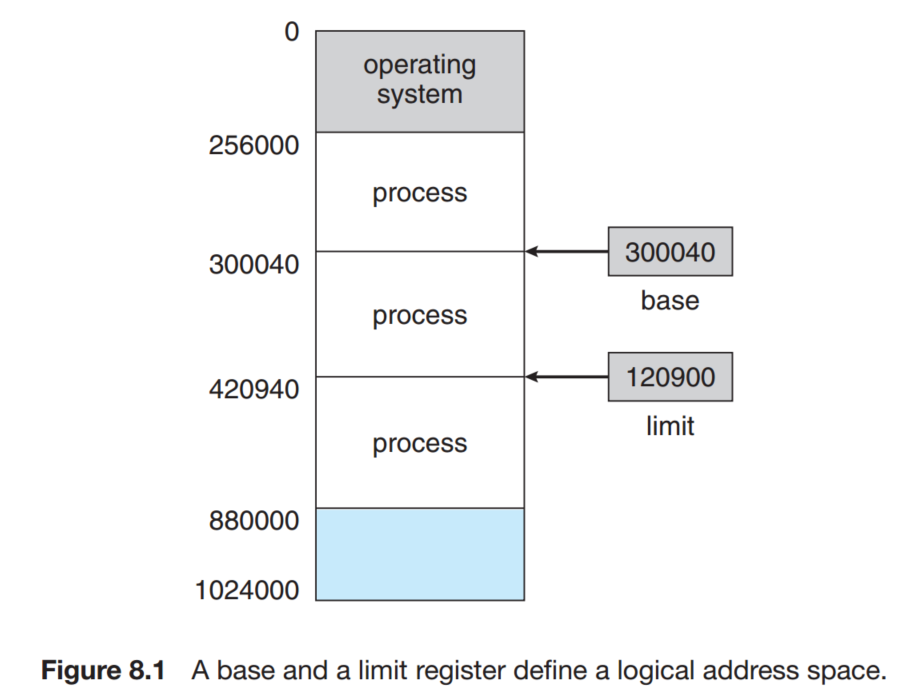 0
operating
system
256000
process
300040
300040
base
process
420940
120900
limit
process
880000
1024000
Figure 8.1 A base and a limit register define a logical address space.